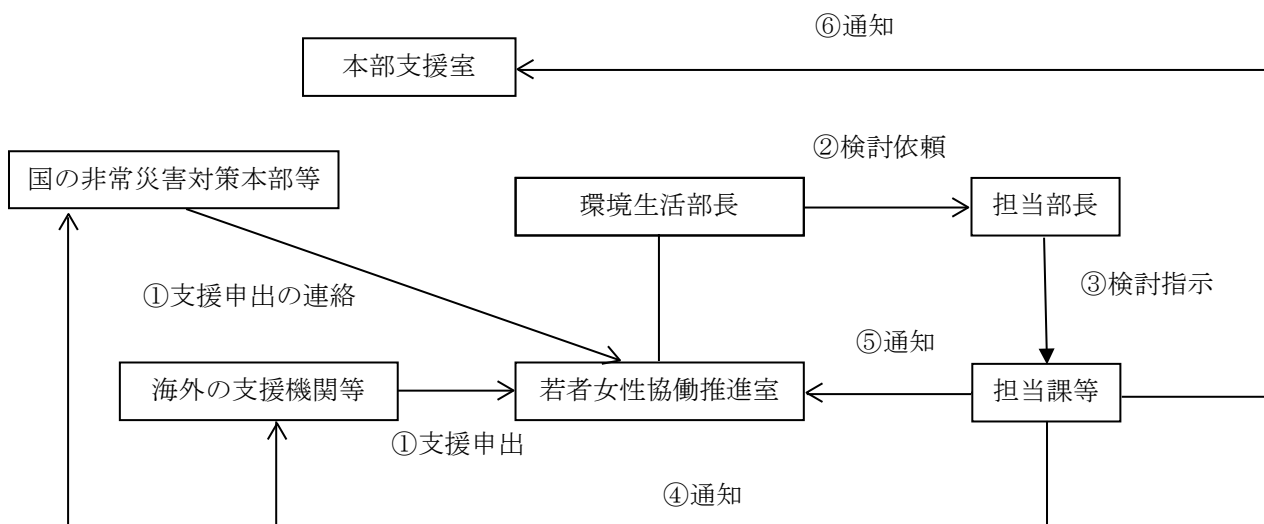 ⑥通知
本部支援室
②検討依頼
国の非常災害対策本部等
環境生活部長
担当部長
①支援申出の連絡
③検討指示
⑤通知
海外の支援機関等
若者女性協働推進室
担当課等
①支援申出
④通知